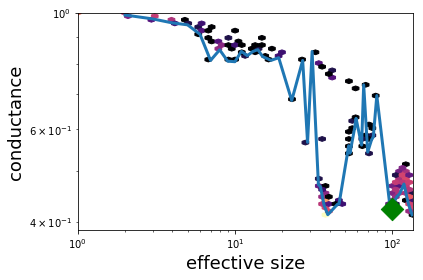 10⁰
6 × 10⁻¹
4 × 10⁻¹
conductance
10⁰ 10¹ 10²
effective size